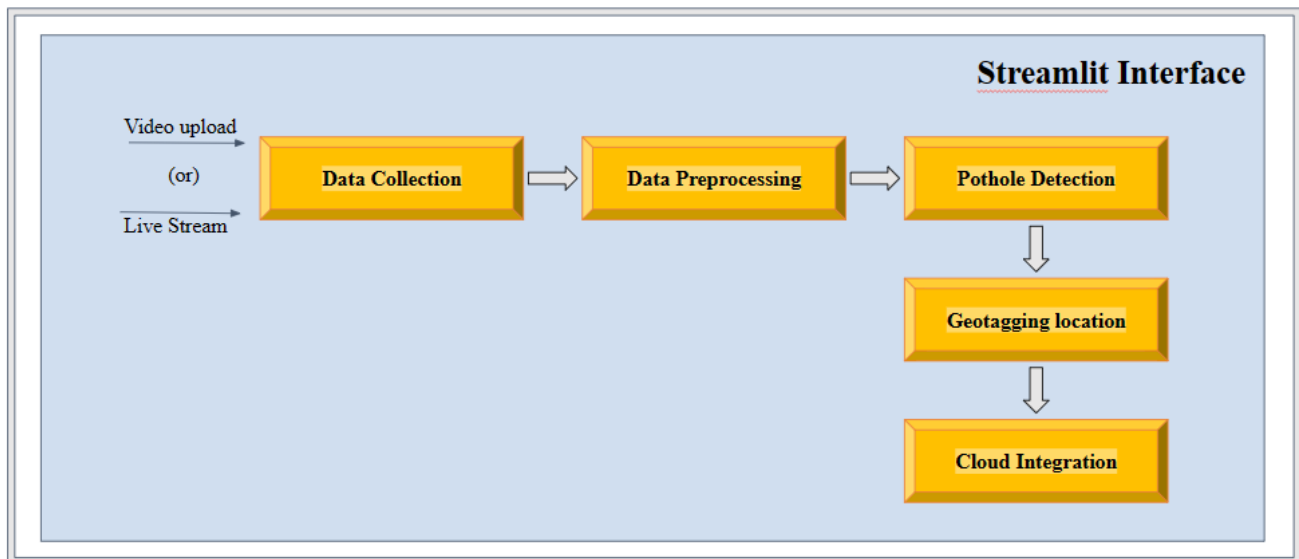 Streamlit Interface
Video upload
(or)
Live Stream
Data Collection
Data Preprocessing
Pothole Detection
Geotagging location
Cloud Integration